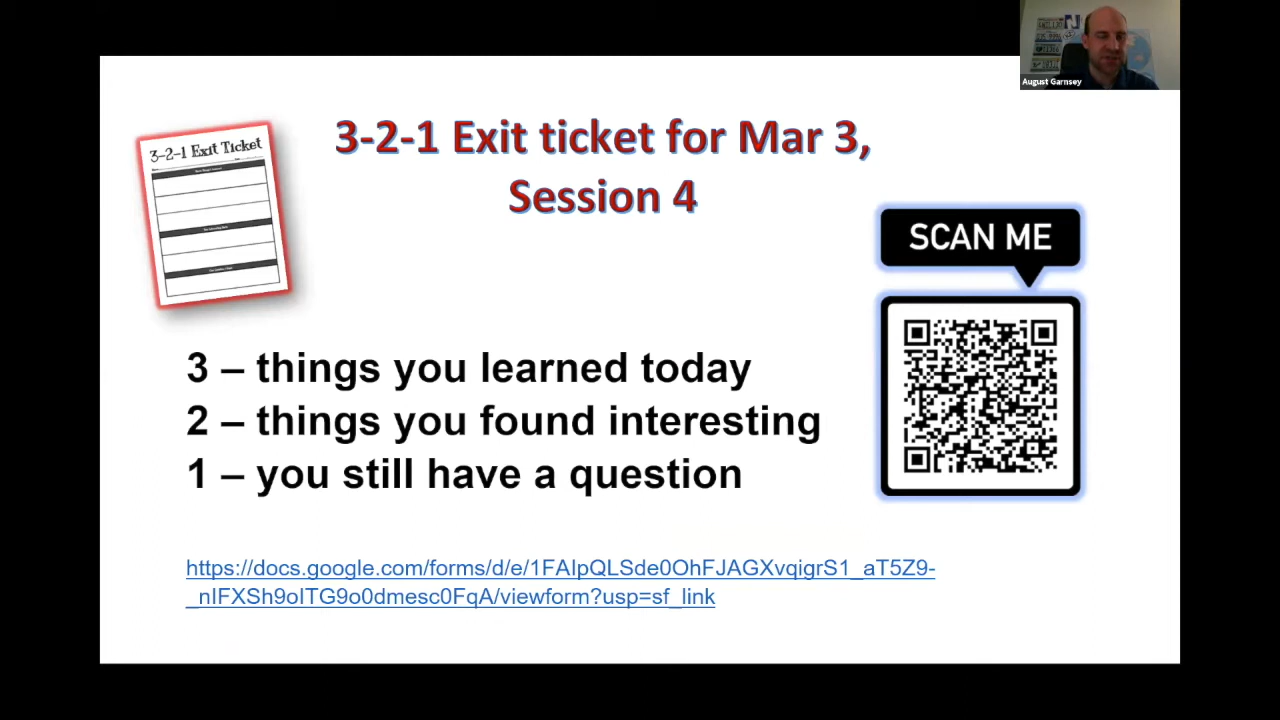 August Garnsey
3-2-1 Exit Ticket
3-2-1 Exit ticket for Mar 3,
Session 4
SCAN ME
3 – things you learned today
2 – things you found interesting
1 – you still have a question
https://docs.google.com/forms/d/e/1FAIpQLSde0OhFJAGXvqigrS1_aT5Z9-
_nIFXSh9oITG9o0dmesc0FqA/viewform?usp=sf_link